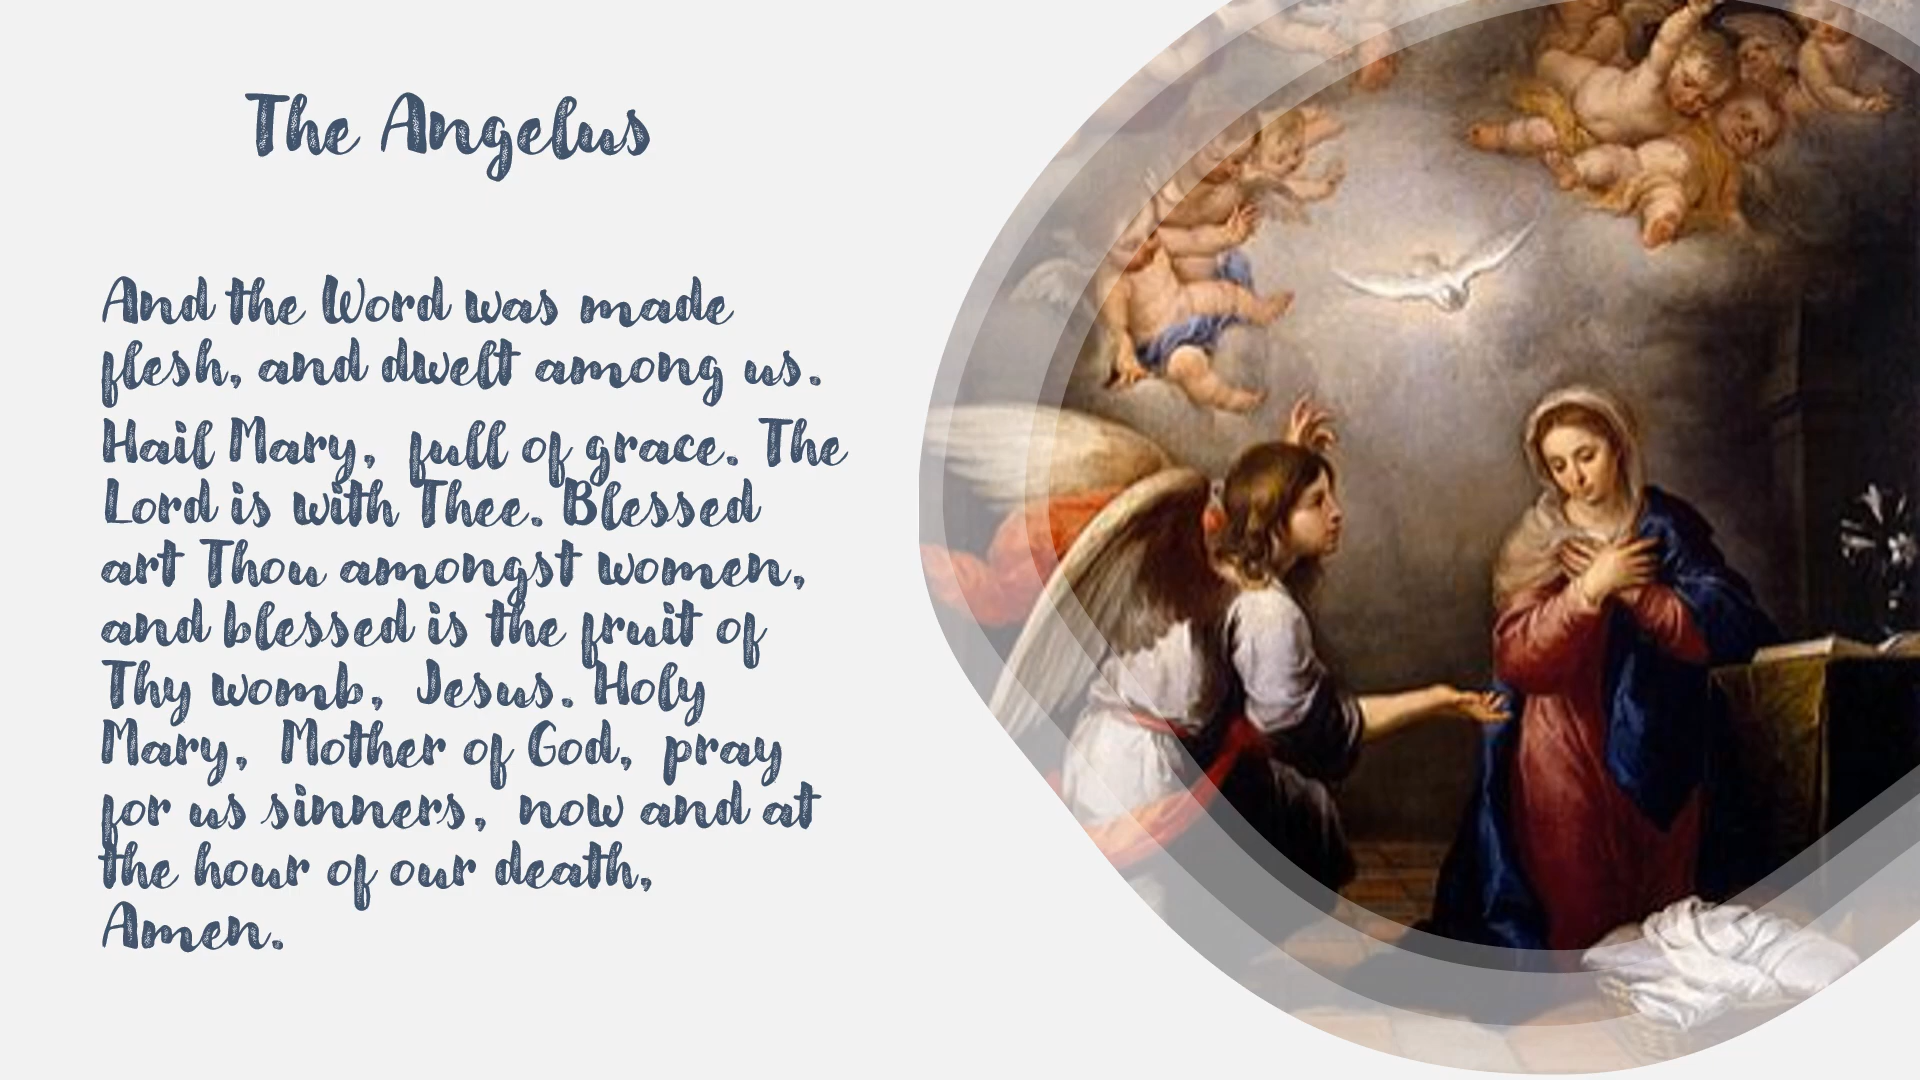 The Angelus
And the Word was made
flesh, and dwelt among us.
Hail Mary, full of grace. The
Lord is with Thee. Blessed
art Thou amongst women,
and blessed is the fruit of
Thy womb, Jesus. Holy
Mary, Mother of God, pray
for us sinners, now and at
the hour of our death,
Amen.